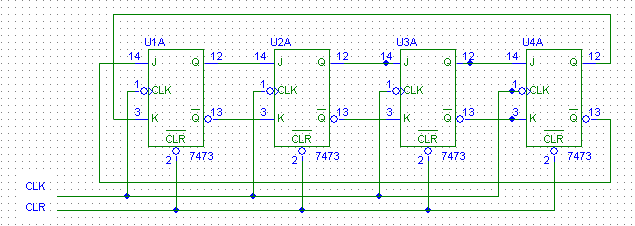 U1A U2A U3A U4A
14 J Q 12 14 J Q 12 14 J Q 12 14 J Q 12
1 CLK 1 CLK 1 CLK 1 CLK
3 K Q 13 3 K Q 13 3 K Q 13 3 K Q 13
CLR CLR CLR CLR
2 7473 2 7473 2 7473 2 7473
CLK
CLR